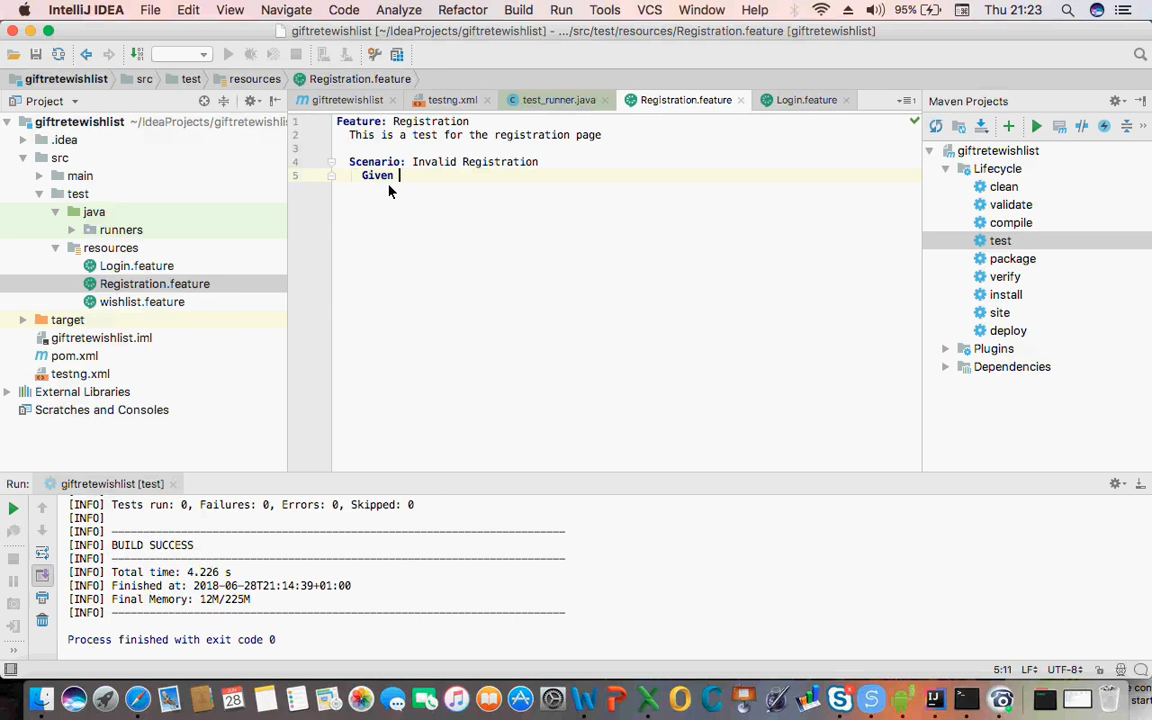 IntelliJ IDEA File Edit View Navigate Code Analyze Refactor Build Run Tools VCS Window Help 95% Thu 21:23
giftretewishlist [~/IdeaProjects/giftretewishlist] - .../src/test/resources/Registration.feature [giftretewishlist]
giftretewishlist src test resources Registration.feature
Project
giftretewishlist testng.xml test_runner.java Registration.feature Login.feature
Maven Projects
giftretewishlist ~/IdeaProjects/giftretewishli
.idea
src
main
test
java
runners
resources
Login.feature
Registration.feature
wishlist.feature
target
giftretewishlist.iml
pom.xml
testng.xml
External Libraries
Scratches and Consoles
1 Feature: Registration
2 This is a test for the registration page
3
4 Scenario: Invalid Registration
5 Given
giftretewishlist
Lifecycle
clean
validate
compile
test
package
verify
install
site
deploy
Plugins
Dependencies
Run: giftretewishlist [test]
[INFO] Tests run: 0, Failures: 0, Errors: 0, Skipped: 0
[INFO]
[INFO] ------------------------------------------------------------------------
[INFO] BUILD SUCCESS
[INFO] ------------------------------------------------------------------------
[INFO] Total time: 4.226 s
[INFO] Finished at: 2018-06-28T21:14:39+01:00
[INFO] Final Memory: 12M/225M
[INFO] ------------------------------------------------------------------------
Process finished with exit code 0
5:11 LF÷ UTF-8÷